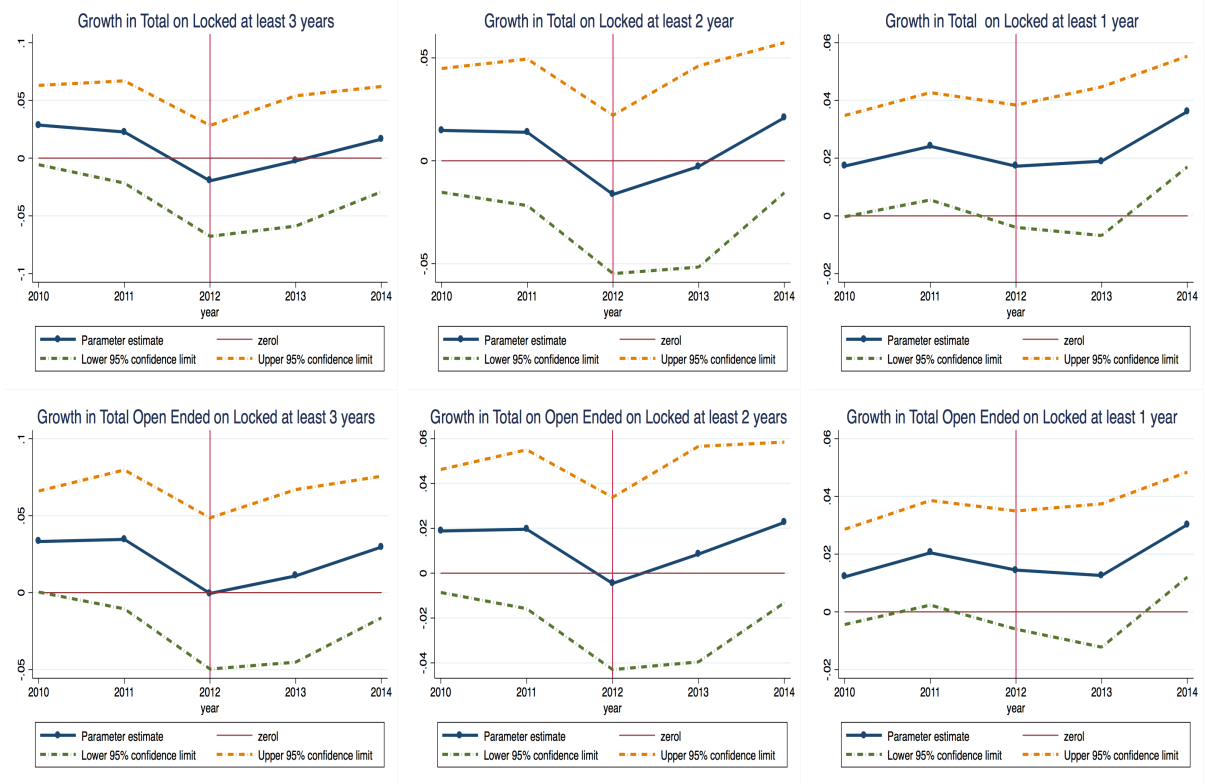 Growth in Total on Locked at least 3 years
.1
.05
0
-.05
-.1
2010 2011 2012 2013 2014
year
Parameter estimate zerol
Lower 95% confidence limit Upper 95% confidence limit
Growth in Total on Locked at least 2 year
.05
0
-.05
2010 2011 2012 2013 2014
year
Parameter estimate zerol
Lower 95% confidence limit Upper 95% confidence limit
Growth in Total on Locked at least 1 year
.06
.04
.02
0
-.02
2010 2011 2012 2013 2014
year
Parameter estimate zerol
Lower 95% confidence limit Upper 95% confidence limit
Growth in Total Open Ended on Locked at least 3 years
.1
.05
0
-.05
2010 2011 2012 2013 2014
year
Parameter estimate zerol
Lower 95% confidence limit Upper 95% confidence limit
Growth in Total on Open Ended on Locked at least 2 years
.06
.04
.02
0
-.02
-.04
2010 2011 2012 2013 2014
year
Parameter estimate zerol
Lower 95% confidence limit Upper 95% confidence limit
Growth in Total Open Ended on Locked at least 1 year
.06
.04
.02
0
-.02
2010 2011 2012 2013 2014
year
Parameter estimate zerol
Lower 95% confidence limit Upper 95% confidence limit